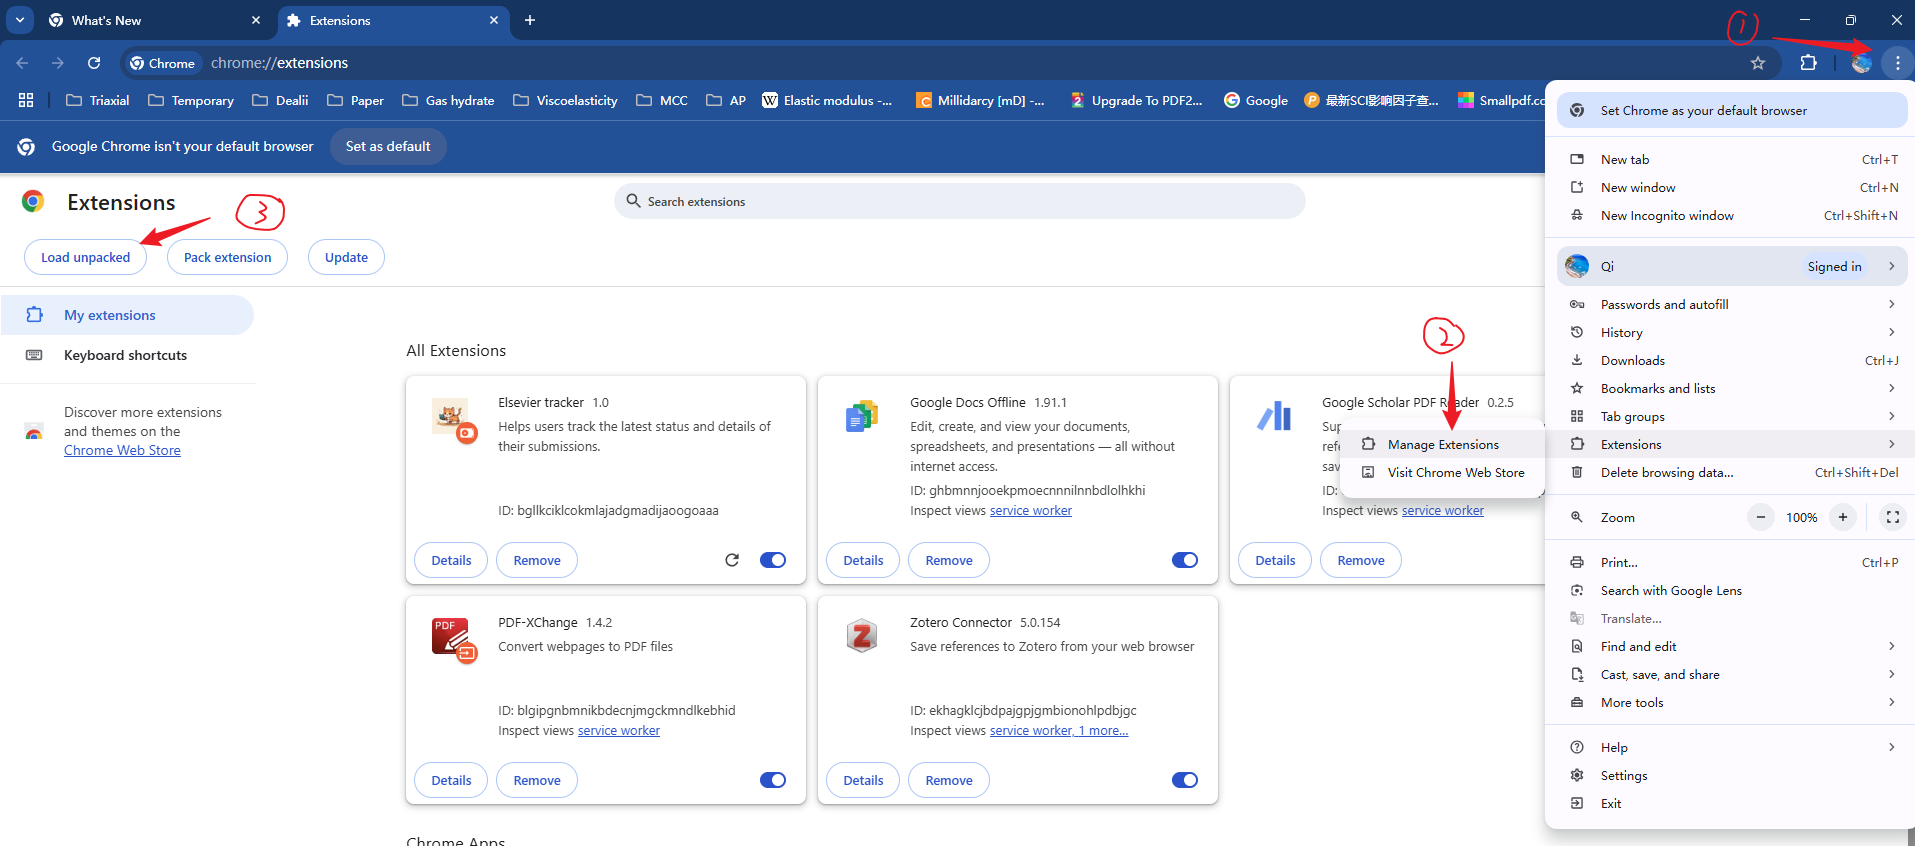 What's New
Extensions
①
Chrome
chrome://extensions
Triaxial
Temporary
Dealii
Paper
Gas hydrate
Viscoelasticity
MCC
AP
Elastic modulus -...
Millidarcy [mD] -...
Upgrade To PDF2...
Google
最新SCI影响因子查...
Smallpdf.co
Google Chrome isn't your default browser
Set as default
Extensions
③
Search extensions
Load unpacked
Pack extension
Update
My extensions
Keyboard shortcuts
Discover more extensions
and themes on the
Chrome Web Store
All Extensions
Elsevier tracker 1.0
Helps users track the latest status and details of
their submissions.
ID: bgllkciklcokmlajadgmadijaoogoaaa
Details
Remove
Google Docs Offline 1.91.1
Edit, create, and view your documents,
spreadsheets, and presentations — all without
internet access.
ID: ghbmnnjooekpmoecnnnilnnbdlolhkhi
Inspect views service worker
Details
Remove
Google Scholar PDF Reader 0.2.5
ID:
Inspect views service worker
Details
Remove
PDF
PDF-XChange 1.4.2
Convert webpages to PDF files
ID: blgipgnbmnikbdecnjmgckmndlkebhid
Inspect views service worker
Details
Remove
Z
Zotero Connector 5.0.154
Save references to Zotero from your web browser
ID: ekhagklcjbdpajgpjgmbionohlpdbjgc
Inspect views service worker, 1 more...
Details
Remove
Chrome Apps
②
Manage Extensions
Visit Chrome Web Store
Set Chrome as your default browser
New tab Ctrl+T
New window Ctrl+N
New Incognito window Ctrl+Shift+N
Qi Signed in
Passwords and autofill
History
Downloads Ctrl+J
Bookmarks and lists
Tab groups
Extensions
Delete browsing data... Ctrl+Shift+Del
Zoom − 100% +
Print... Ctrl+P
Search with Google Lens
Translate...
Find and edit
Cast, save, and share
More tools
Help
Settings
Exit